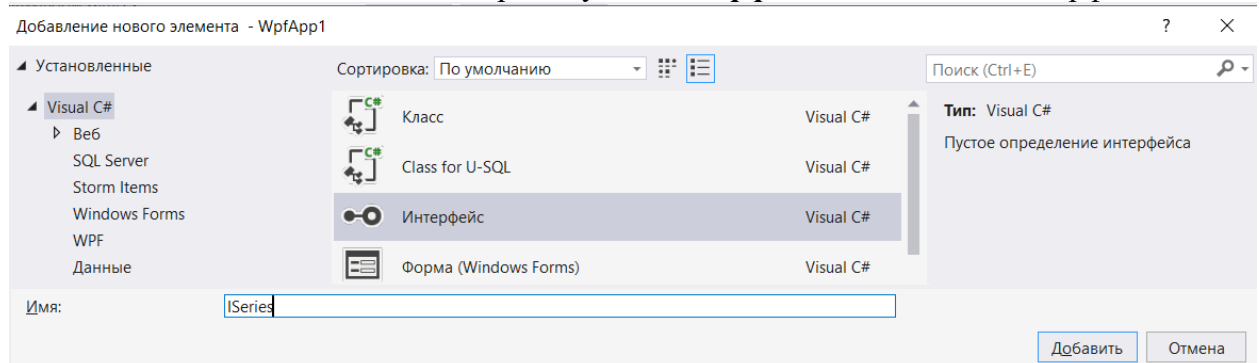 Добавление нового элемента - WpfApp1 ? ×
Установленные
Сортировка: По умолчанию
Поиск (Ctrl+E)
Visual C#
Веб
SQL Server
Storm Items
Windows Forms
WPF
Данные
Класс Visual C#
Class for U-SQL Visual C#
Интерфейс Visual C#
Форма (Windows Forms) Visual C#
Тип: Visual C#
Пустое определение интерфейса
Имя: ISeries
Добавить Отмена